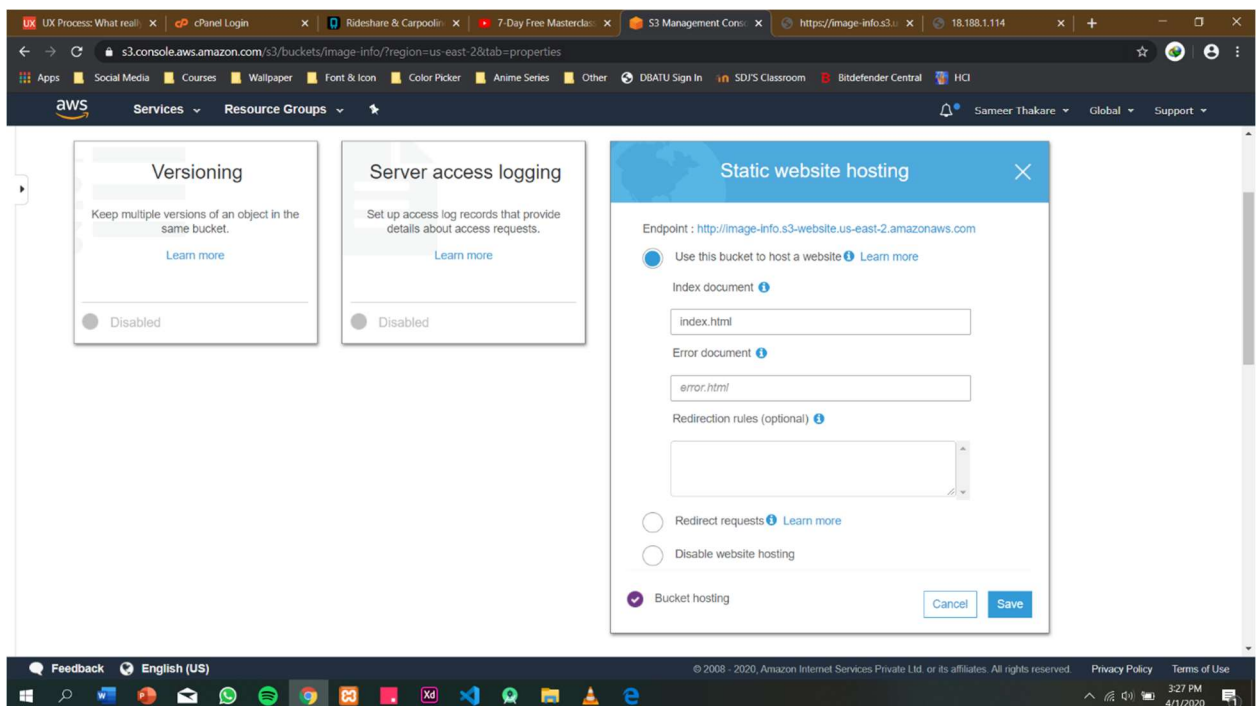 UX UX Process: What really
cP cPanel Login
Rideshare & Carpoolin
7-Day Free Masterclas
S3 Management Conso
https://image-info.s3.u
18.188.1.114
s3.console.aws.amazon.com/s3/buckets/image-info/?region=us-east-2&tab=properties
Apps Social Media Courses Wallpaper Font & Icon Color Picker Anime Series Other DBATU Sign In SDJ'S Classroom Bitdefender Central HCI
aws Services Resource Groups Sameer Thakare Global Support
Versioning
Keep multiple versions of an object in the
same bucket.
Learn more
Disabled
Server access logging
Set up access log records that provide
details about access requests.
Learn more
Disabled
Static website hosting
Endpoint : http://image-info.s3-website.us-east-2.amazonaws.com
Use this bucket to host a website Learn more
Index document
index.html
Error document
error.html
Redirection rules (optional)
Redirect requests Learn more
Disable website hosting
Bucket hosting
Cancel Save
Feedback English (US) © 2008 - 2020, Amazon Internet Services Private Ltd. or its affiliates. All rights reserved. Privacy Policy Terms of Use
Xd
3:27 PM
4/1/2020